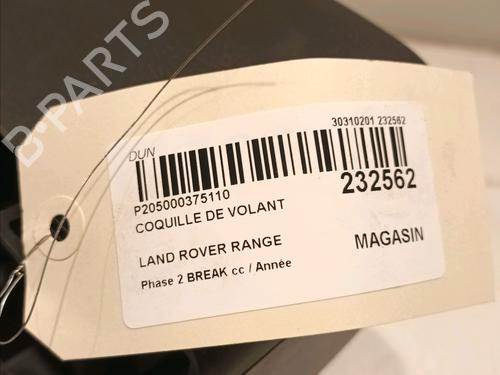 B-PARTS
30310201 232562
DUN
P205000375110
232562
COQUILLE DE VOLANT
LAND ROVER RANGE
MAGASIN
Phase 2 BREAK cc / Année